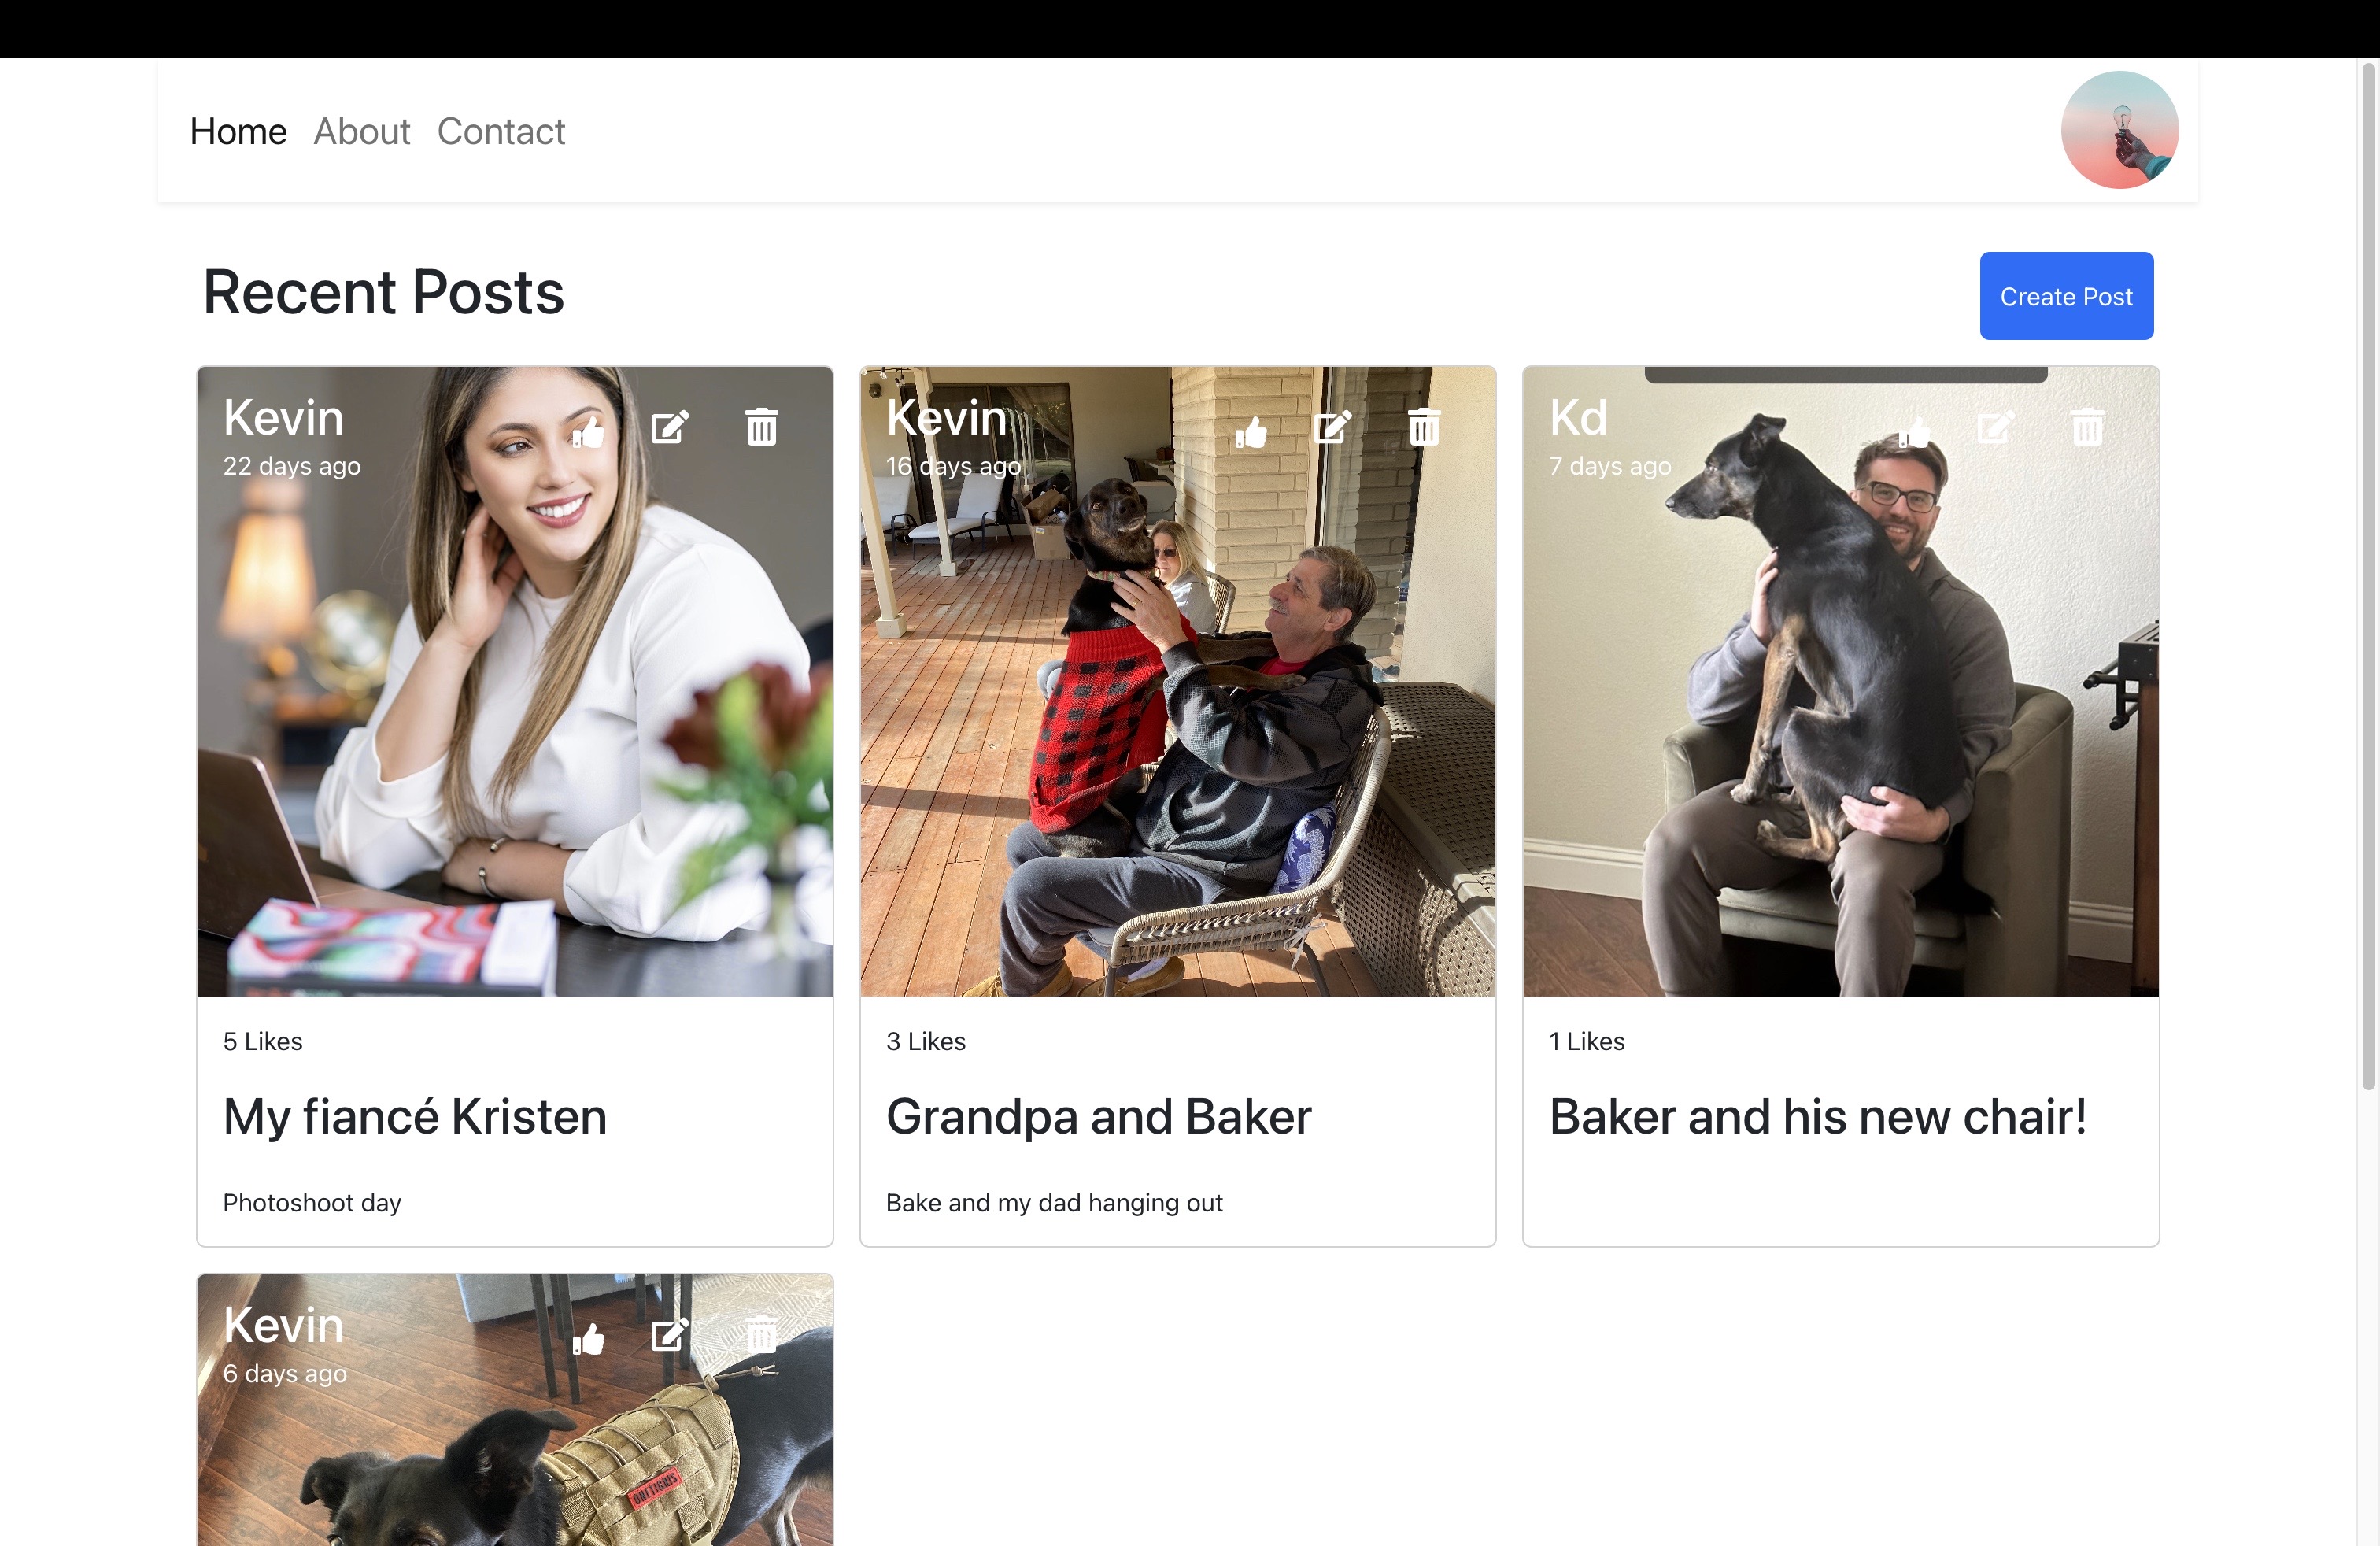 Home About Contact
Recent Posts
Create Post
Kevin
22 days ago
5 Likes
My fiancé Kristen
Photoshoot day
Kevin
16 days ago
3 Likes
Grandpa and Baker
Bake and my dad hanging out
Kd
7 days ago
1 Likes
Baker and his new chair!
Kevin
6 days ago
ONETIGRIS